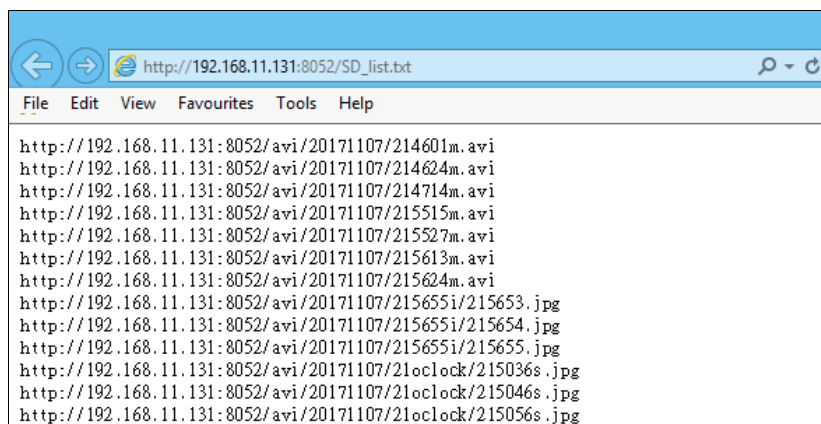 http://192.168.11.131:8052/SD_list.txt
File Edit View Favourites Tools Help
http://192.168.11.131:8052/avi/20171107/214601m.avi
http://192.168.11.131:8052/avi/20171107/214624m.avi
http://192.168.11.131:8052/avi/20171107/214714m.avi
http://192.168.11.131:8052/avi/20171107/215515m.avi
http://192.168.11.131:8052/avi/20171107/215527m.avi
http://192.168.11.131:8052/avi/20171107/215613m.avi
http://192.168.11.131:8052/avi/20171107/215624m.avi
http://192.168.11.131:8052/avi/20171107/215655i/215653.jpg
http://192.168.11.131:8052/avi/20171107/215655i/215654.jpg
http://192.168.11.131:8052/avi/20171107/215655i/215655.jpg
http://192.168.11.131:8052/avi/20171107/21oclock/215036s.jpg
http://192.168.11.131:8052/avi/20171107/21oclock/215046s.jpg
http://192.168.11.131:8052/avi/20171107/21oclock/215056s.jpg